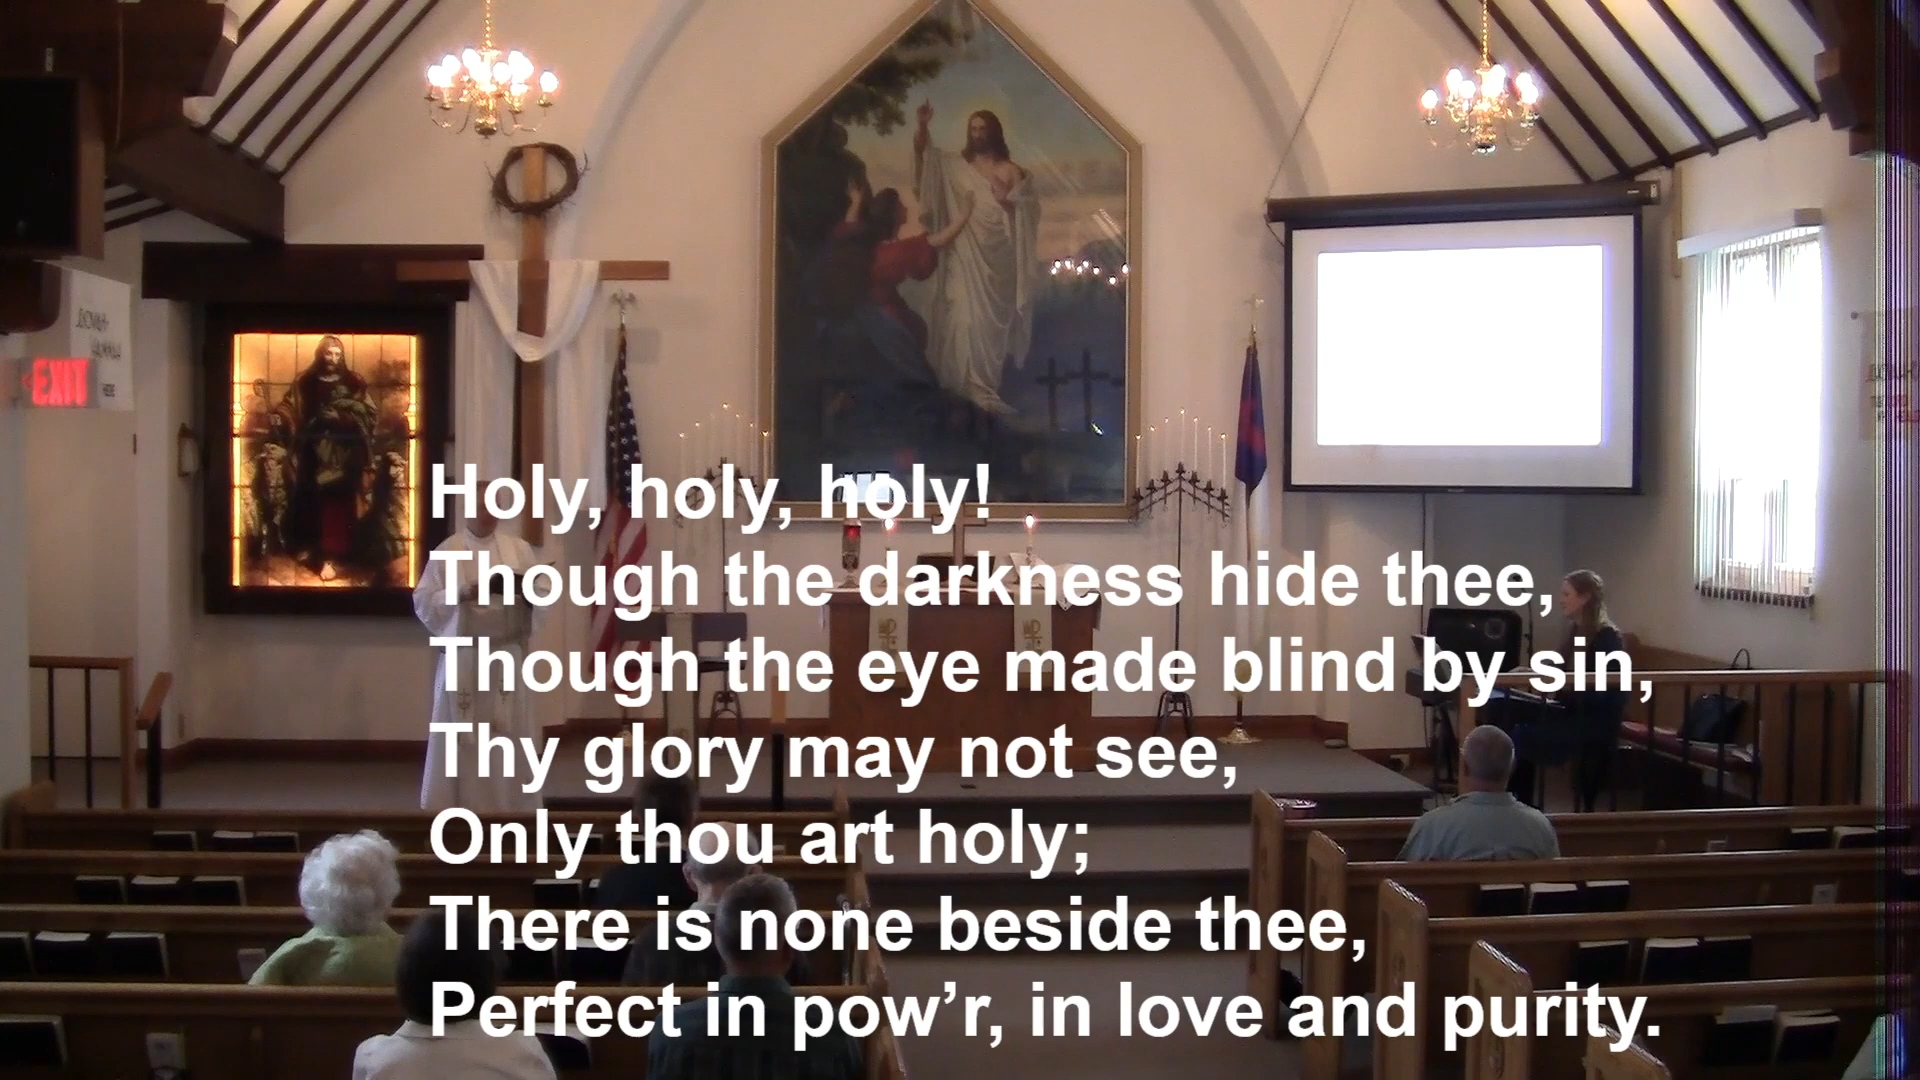 EXIT
HERE
Holy, holy, holy!
Though the darkness hide thee,
Though the eye made blind by sin,
Thy glory may not see,
Only thou art holy;
There is none beside thee,
Perfect in pow’r, in love and purity.